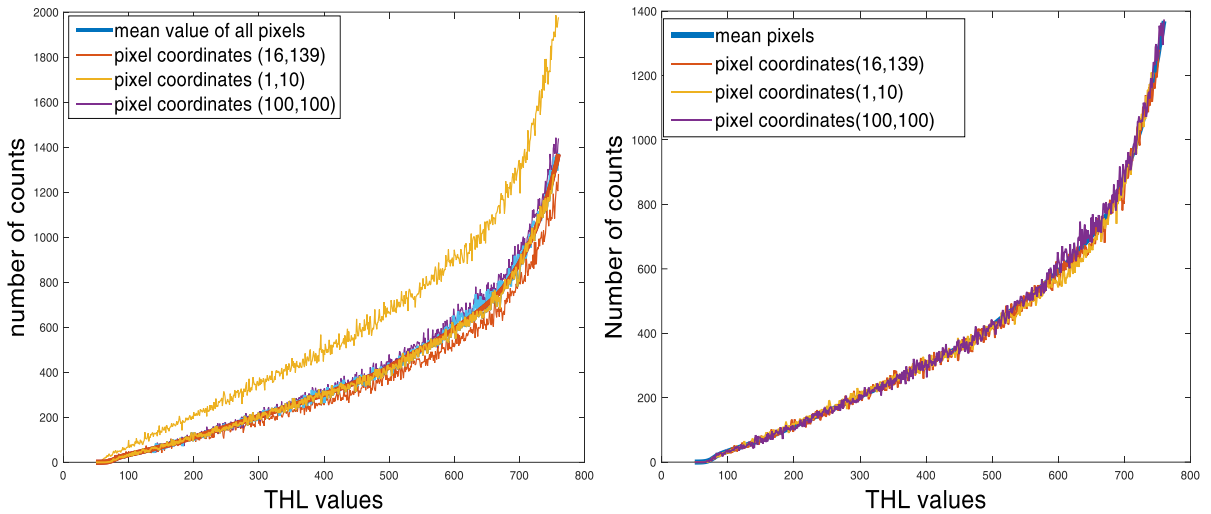 2000
1800
1600
1400
1200
1000
800
600
400
200
0
number of counts
mean value of all pixels
pixel coordinates (16,139)
pixel coordinates (1,10)
pixel coordinates (100,100)
0 100 200 300 400 500 600 700 800
THL values
1400
1200
1000
800
600
400
200
0
Number of counts
mean pixels
pixel coordinates(16,139)
pixel coordinates(1,10)
pixel coordinates(100,100)
0 100 200 300 400 500 600 700 800
THL values